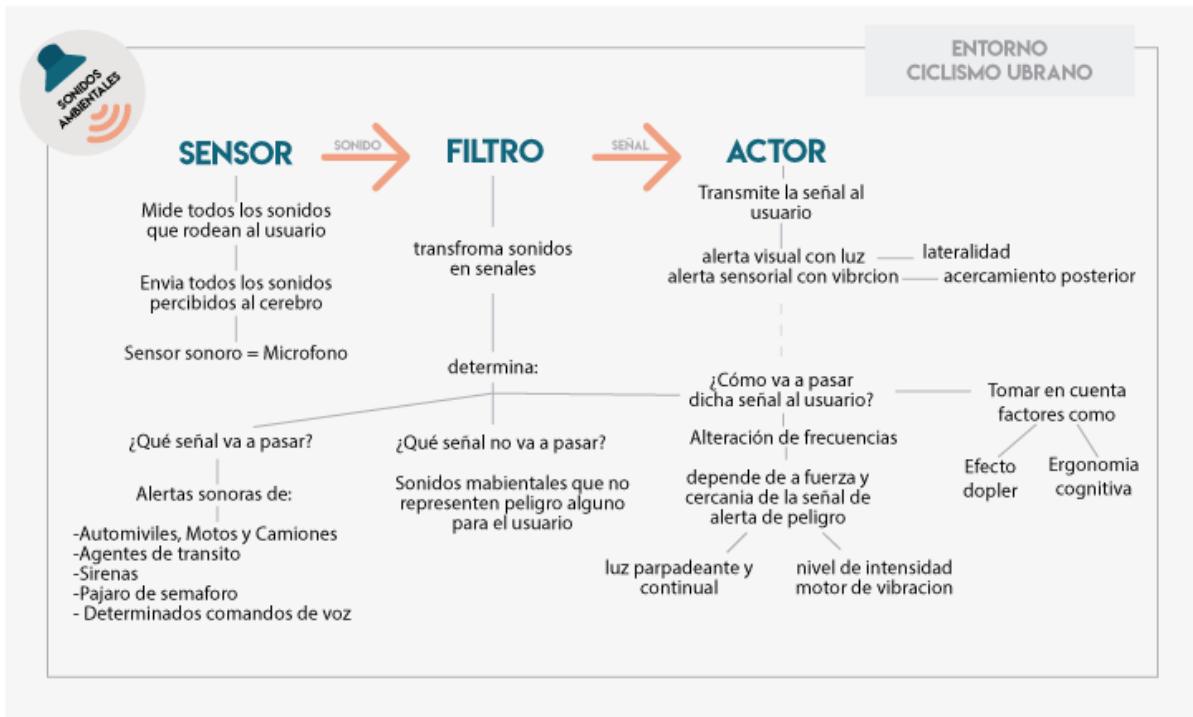 SONIDOS
AMBIENTALES
ENTORNO
CICLISMO UBRANO
SENSOR
SONIDO
FILTRO
SEÑAL
ACTOR
Mide todos los sonidos
que rodean al usuario
Envia todos los sonidos
percibidos al cerebro
Sensor sonoro = Microfono
transfroma sonidos
en senales
determina:
Transmite la señal al
usuario
alerta visual con luz
lateralidad
alerta sensorial con vibrcion
acercamiento posterior
¿Qué señal va a pasar?
Alertas sonoras de:
-Automiviles, Motos y Camiones
-Agentes de transito
-Sirenas
-Pajaro de semaforo
- Determinados comandos de voz
¿Qué señal no va a pasar?
Sonidos mabientales que no
representen peligro alguno
para el usuario
¿Cómo va a pasar
dicha señal al usuario?
Alteración de frecuencias
depende de a fuerza y
cercania de la señal de
alerta de peligro
luz parpadeante y
continual
nivel de intensidad
motor de vibracion
Tomar en cuenta
factores como
Efecto
dopler
Ergonomia
cognitiva